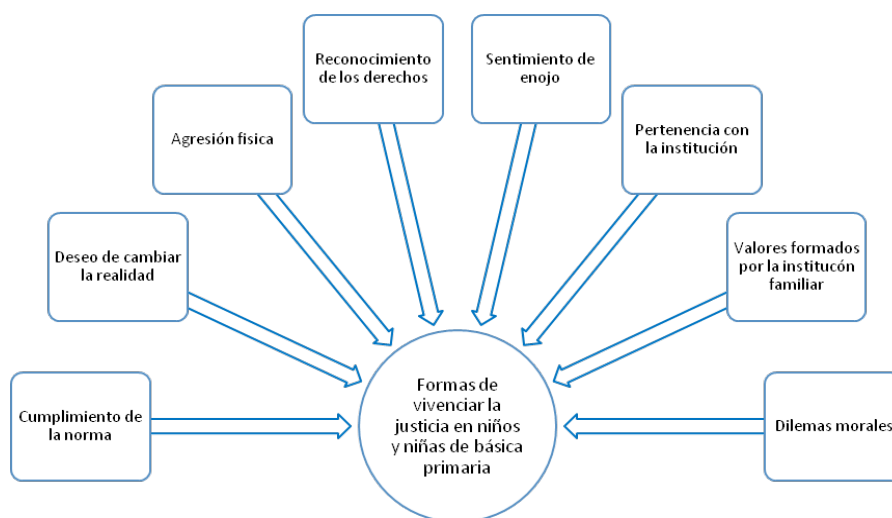 Reconocimiento
de los derechos
Sentimiento de
enojo
Agresión fisica
Pertenencia con
la institución
Deseo de cambiar
la realidad
Valores formados
por la institucón
familiar
Cumplimiento de
la norma
Formas de
vivenciar la
justicia en niños
y niñas de básica
primaria
Dilemas morales